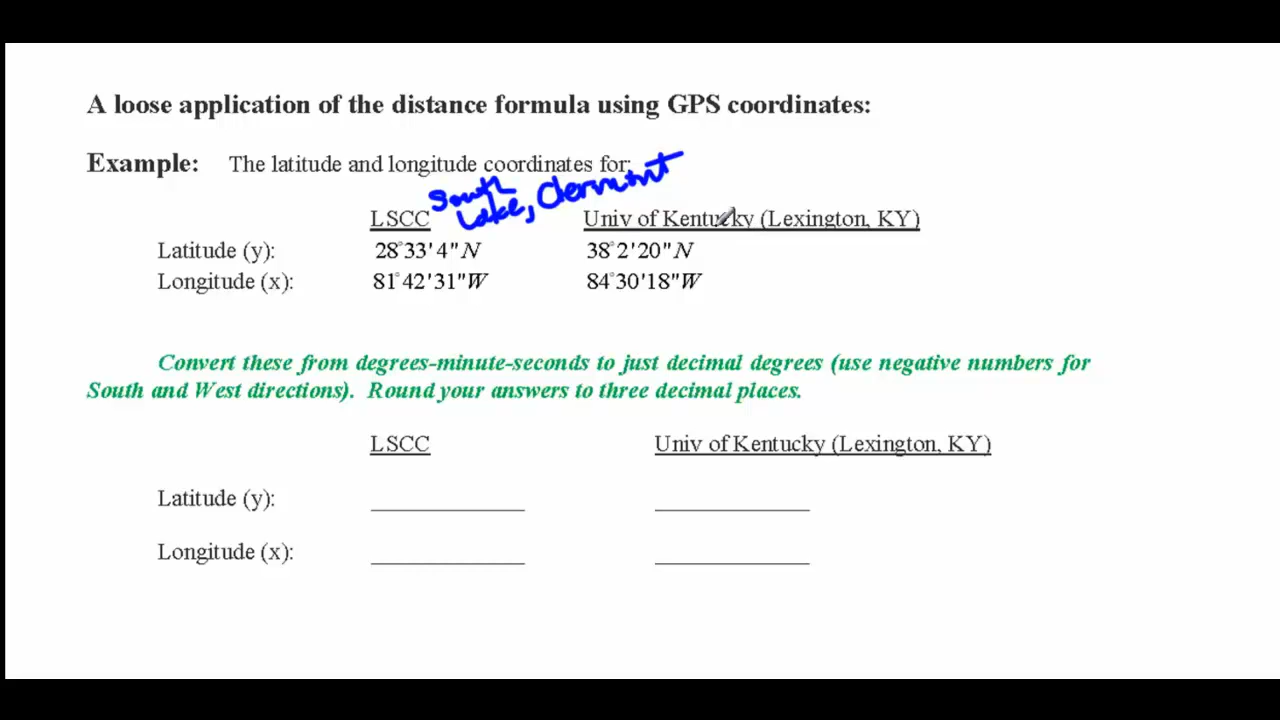 A loose application of the distance formula using GPS coordinates:
Example: The latitude and longitude coordinates for:
South
Lake, Clermont
LSCC Univ of Kentucky (Lexington, KY)
Latitude (y): 28°33'4"N 38°2'20"N
Longitude (x): 81°42'31"W 84°30'18"W
Convert these from degrees-minute-seconds to just decimal degrees (use negative numbers for
South and West directions). Round your answers to three decimal places.
LSCC Univ of Kentucky (Lexington, KY)
Latitude (y):
Longitude (x):